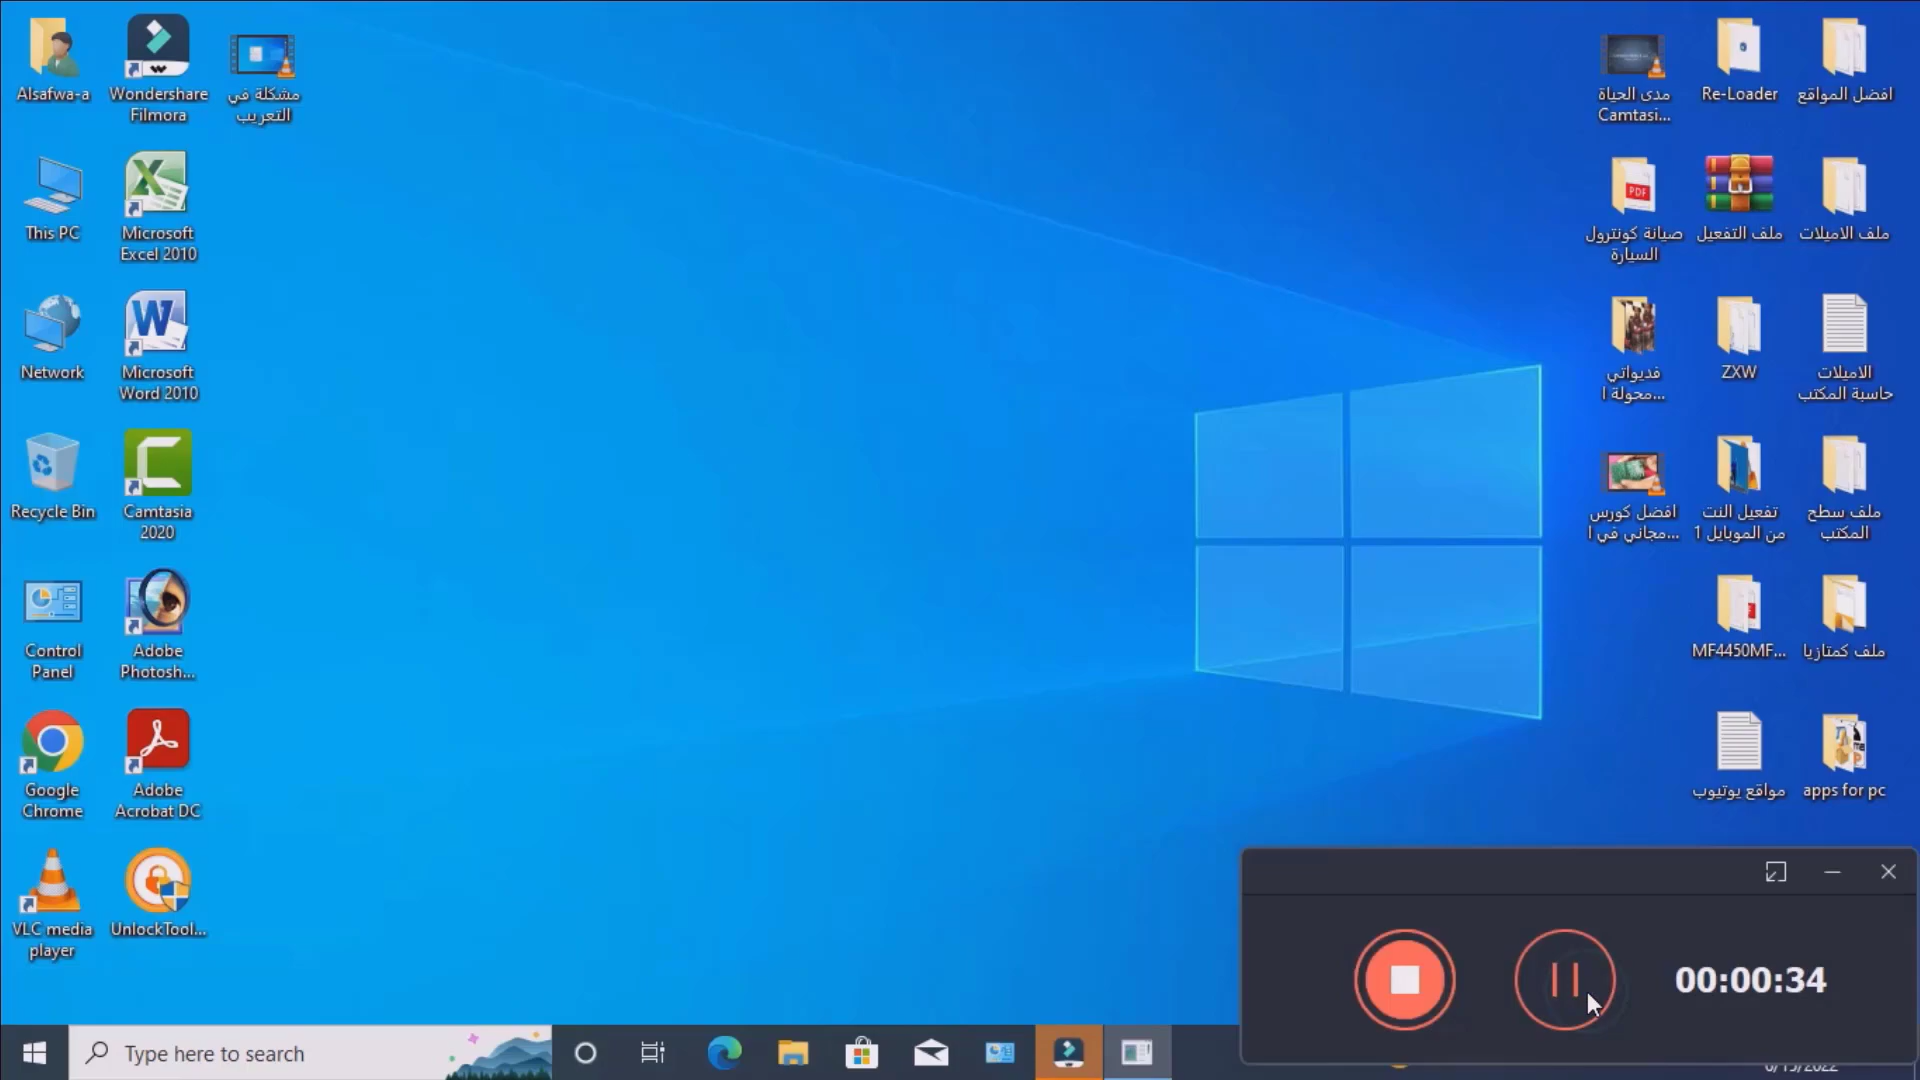 Alsafwa-a
Wondershare
Filmora
مشكلة في
التعريب
مدى الحياة
Camtasi...
Re-Loader
افضل المواقع
This PC
Microsoft
Excel 2010
PDF
صيانة كونترول
السيارة
ملف التفعيل
ملف الاميلات
Network
Microsoft
Word 2010
فديواتي
محولة ا...
ZXW
الاميلات
حاسبة المكتب
Recycle Bin
Camtasia
2020
افضل كورس
مجاني في ا...
تفعيل النت
من الموبايل 1
ملف سطح
المكتب
Control
Panel
Adobe
Photosh...
MF4450MF...
ملف كمتازيا
Google
Chrome
Adobe
Acrobat DC
مواقع يوتيوب
apps for pc
VLC media
player
UnlockTool...
00:00:34
Type here to search
6/15/2022